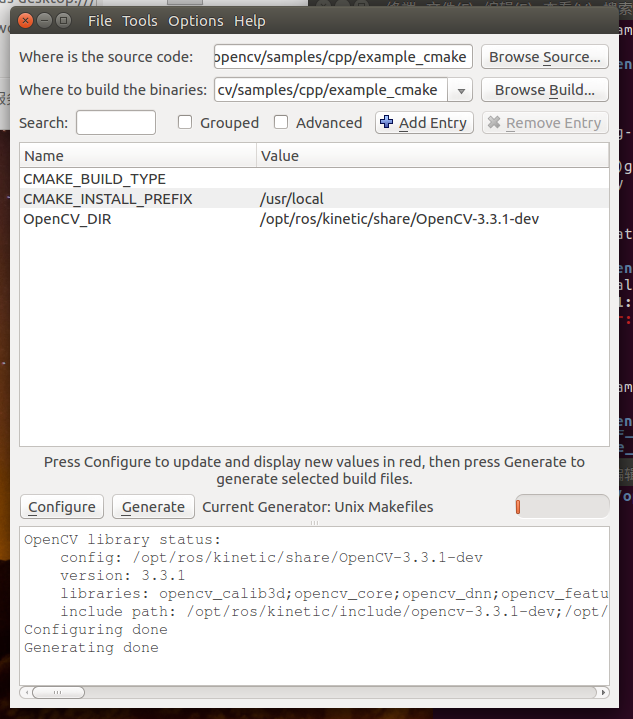 File Tools Options Help
Where is the source code: opencv/samples/cpp/example_cmake Browse Source...
Where to build the binaries: cv/samples/cpp/example_cmake Browse Build...
Search: Grouped Advanced Add Entry Remove Entry
Name Value
CMAKE_BUILD_TYPE
CMAKE_INSTALL_PREFIX /usr/local
OpenCV_DIR /opt/ros/kinetic/share/OpenCV-3.3.1-dev
Press Configure to update and display new values in red, then press Generate to
generate selected build files.
Configure Generate Current Generator: Unix Makefiles
OpenCV library status:
config: /opt/ros/kinetic/share/OpenCV-3.3.1-dev
version: 3.3.1
libraries: opencv_calib3d;opencv_core;opencv_dnn;opencv_featu
include path: /opt/ros/kinetic/include/opencv-3.3.1-dev;/opt/
Configuring done
Generating done